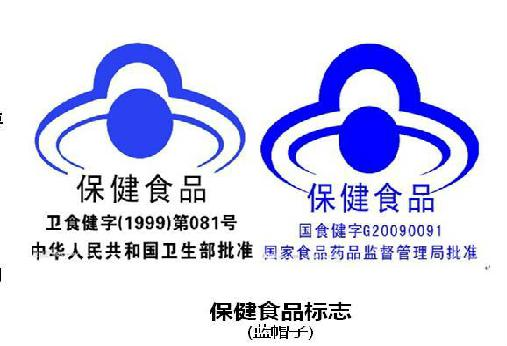 保健食品
卫食健字(1999)第081号
中华人民共和国卫生部批准
保健食品
国食健字G20090091
国家食品药品监督管理局批准
保健食品标志
(蓝帽子)